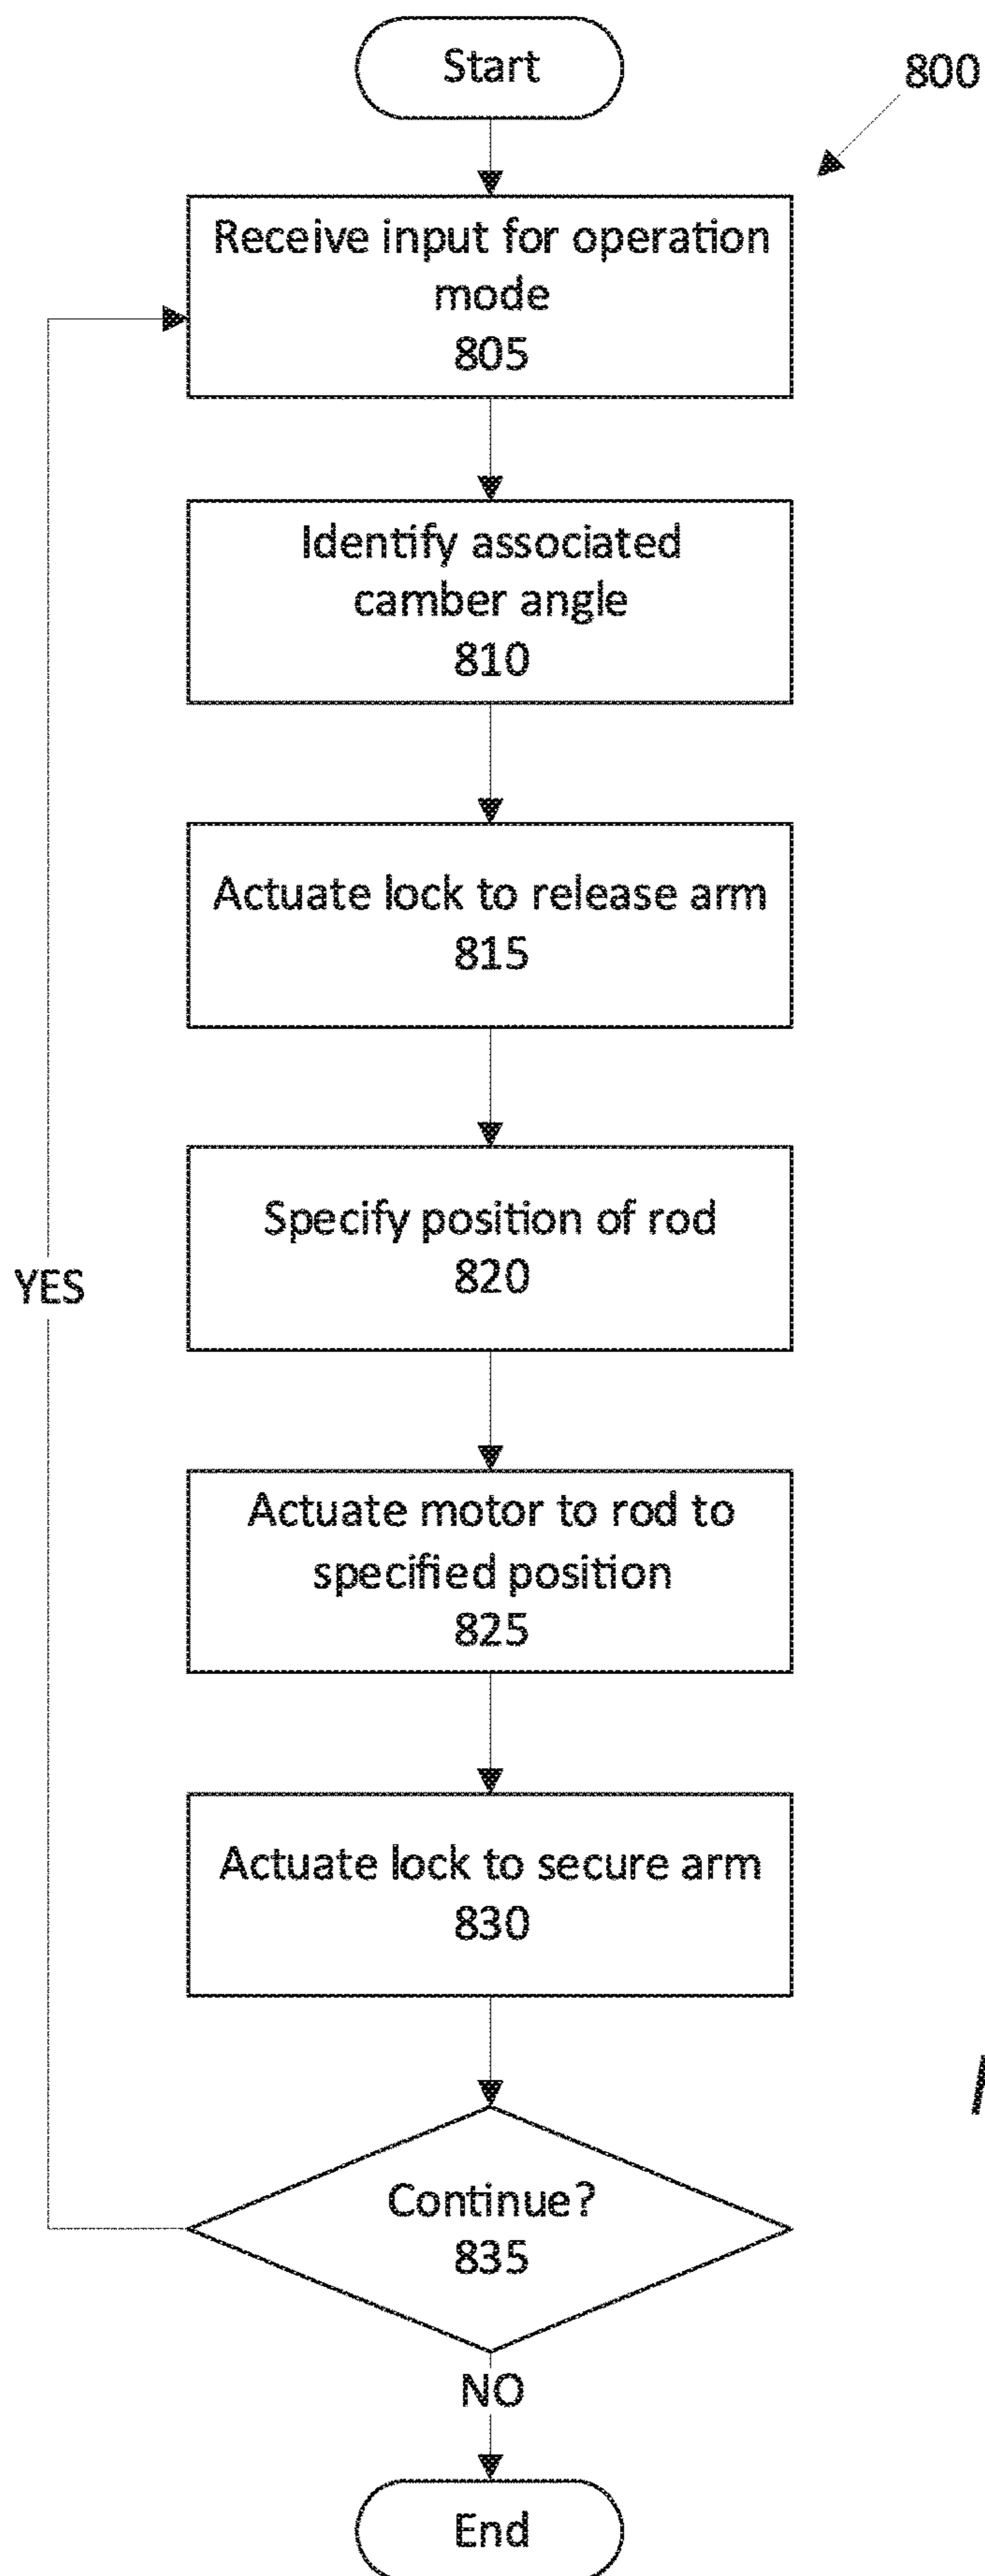 Start
800
Receive input for operation
mode
805
Identify associated
camber angle
810
Actuate lock to release arm
815
Specify position of rod
820
YES
Actuate motor to rod to
specified position
825
Actuate lock to secure arm
830
Continue?
835
NO
End